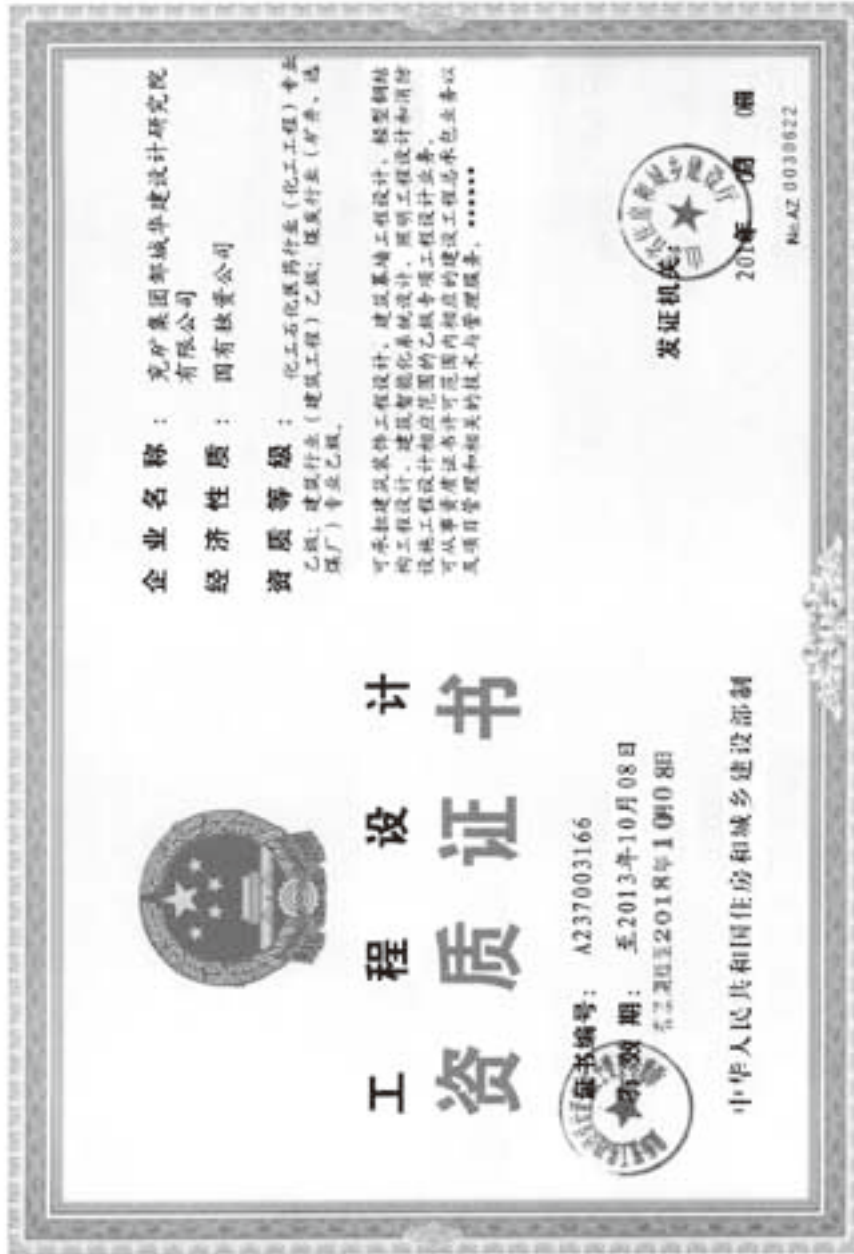 工程设计
资质证书
证书编号： A237003166
有效期： 至2013年10月08日
至2018年10月08日
中华人民共和国住房和城乡建设部制
企业名称： 兖矿集团邹城华建设计研究院
有限公司
经济性质： 国有独资公司
资质等级： 化工石化医药行业（化工工程）专业
乙级；建筑行业（建筑工程）乙级；煤炭行业（矿井、选
煤厂）专业乙级。
可承担建筑装饰工程设计、建筑幕墙工程设计、轻型钢结
构工程设计、建筑智能化系统设计、照明工程设计和消防
设施工程设计相应范围的乙级专项工程设计业务。
可从事资质证书许可范围内相应的建设工程总承包业务以
及项目管理和相关的技术与管理服务。******
发证机关：
No.AZ 0030622